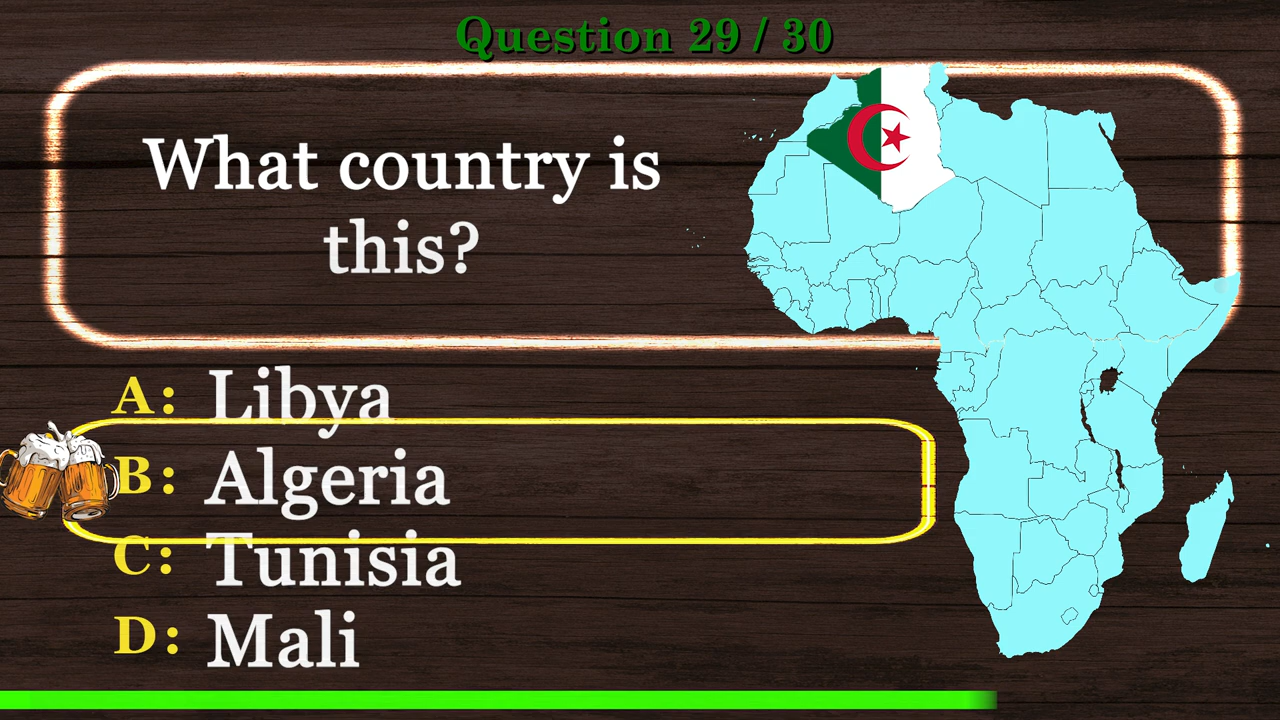 Question 29 / 30
What country is
this?
A: Libya
B: Algeria
C: Tunisia
D: Mali